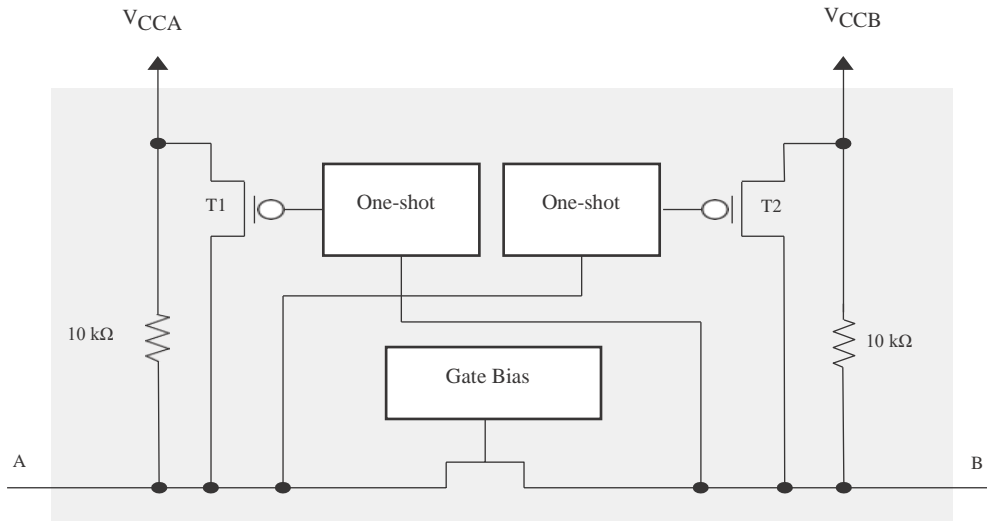 VCCA
VCCB
T1
One-shot
One-shot
T2
10 kΩ
10 kΩ
Gate Bias
A
B